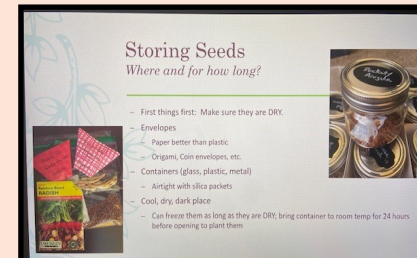 Storing Seeds
Where and for how long?
– First things first: Make sure they are DRY.
– Envelopes
– Paper better than plastic
– Origami, Coin envelopes, etc.
– Containers (glass, plastic, metal)
– Airtight with silica packets
– Cool, dry, dark place
– Can freeze them as long as they are DRY; bring container to room temp for 24 hours
before opening to plant them
RADISH